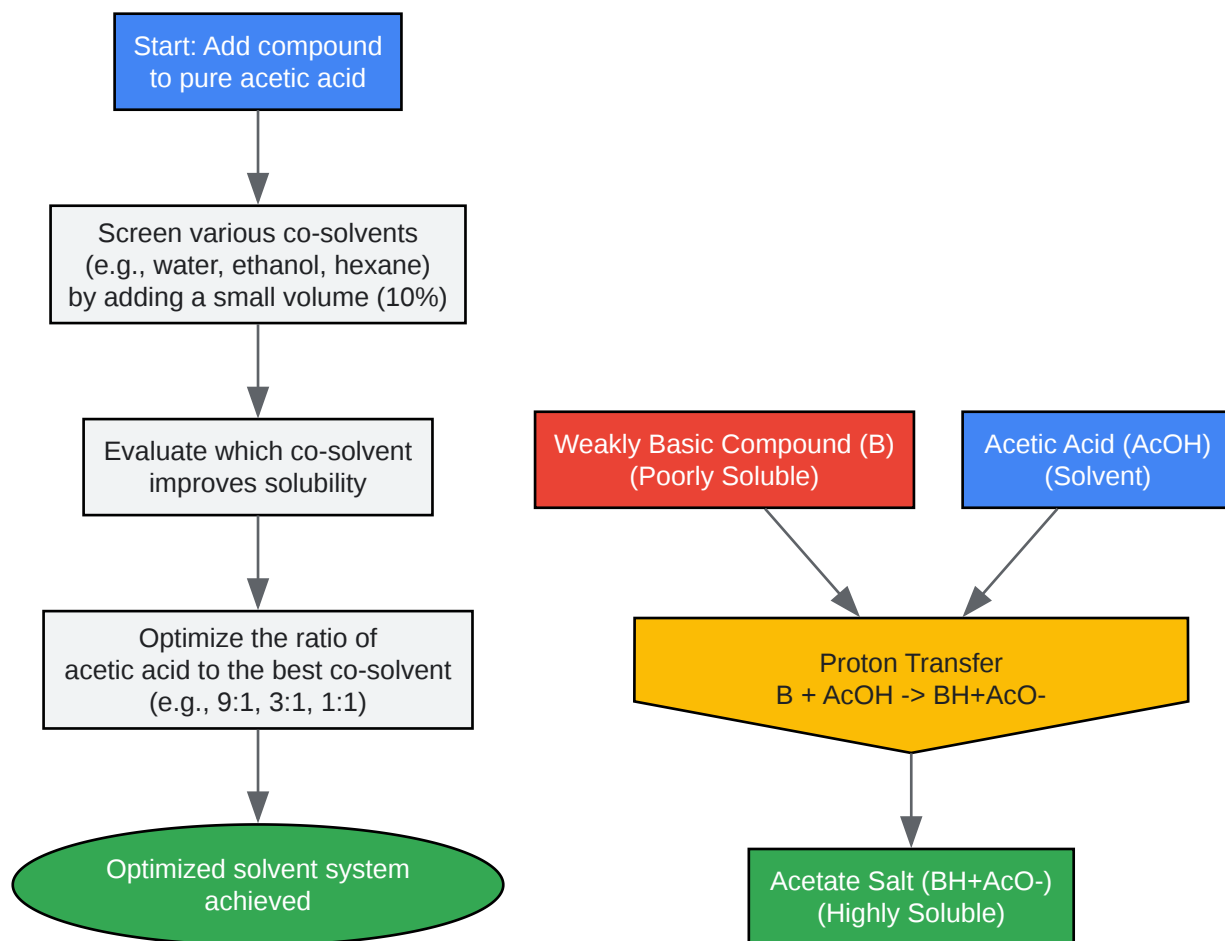 Start: Add compound
to pure acetic acid
Screen various co-solvents
(e.g., water, ethanol, hexane)
by adding a small volume (10%)
Evaluate which co-solvent
improves solubility
Optimize the ratio of
acetic acid to the best co-solvent
(e.g., 9:1, 3:1, 1:1)
Optimized solvent system
achieved
Weakly Basic Compound (B)
(Poorly Soluble)
Acetic Acid (AcOH)
(Solvent)
Proton Transfer
B + AcOH -> BH+AcO-
Acetate Salt (BH+AcO-)
(Highly Soluble)